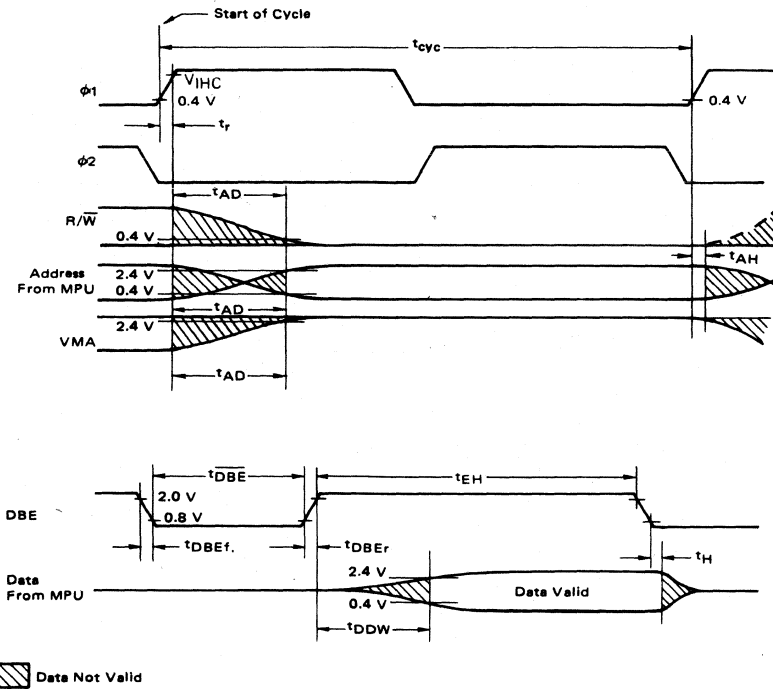 Start of Cycle
tcyc
ϕ1
VIHC
0.4 V
0.4 V
tr
ϕ2
tAD
R/W̅
0.4 V
tAH
Address
From MPU
2.4 V
0.4 V
tAD
2.4 V
VMA
tAD
tD̅B̅E̅
tEH
DBE
2.0 V
0.8 V
tDBEf.
tDBEr
tH
Data
From MPU
2.4 V
0.4 V
Data Valid
tDDW
Data Not Valid